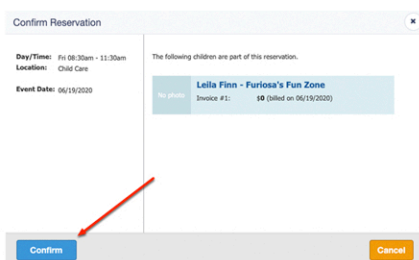 Confirm Reservation
x
Day/Time: Fri 08:30am - 11:30am
Location: Child Care
Event Date: 06/19/2020
The following children are part of this reservation.
No photo
Leila Finn - Furiosa's Fun Zone
Invoice #1: $0 (billed on 06/19/2020)
Confirm
Cancel